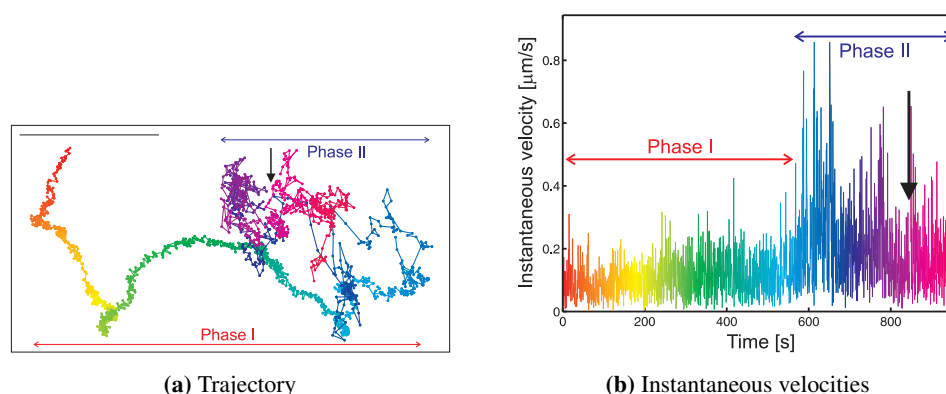 Phase II
Phase I
(a) Trajectory
Instantaneous velocity [μm/s]
0.8
0.6
0.4
0.2
0
0
200
400
600
800
Phase II
Phase I
Time [s]
(b) Instantaneous velocities